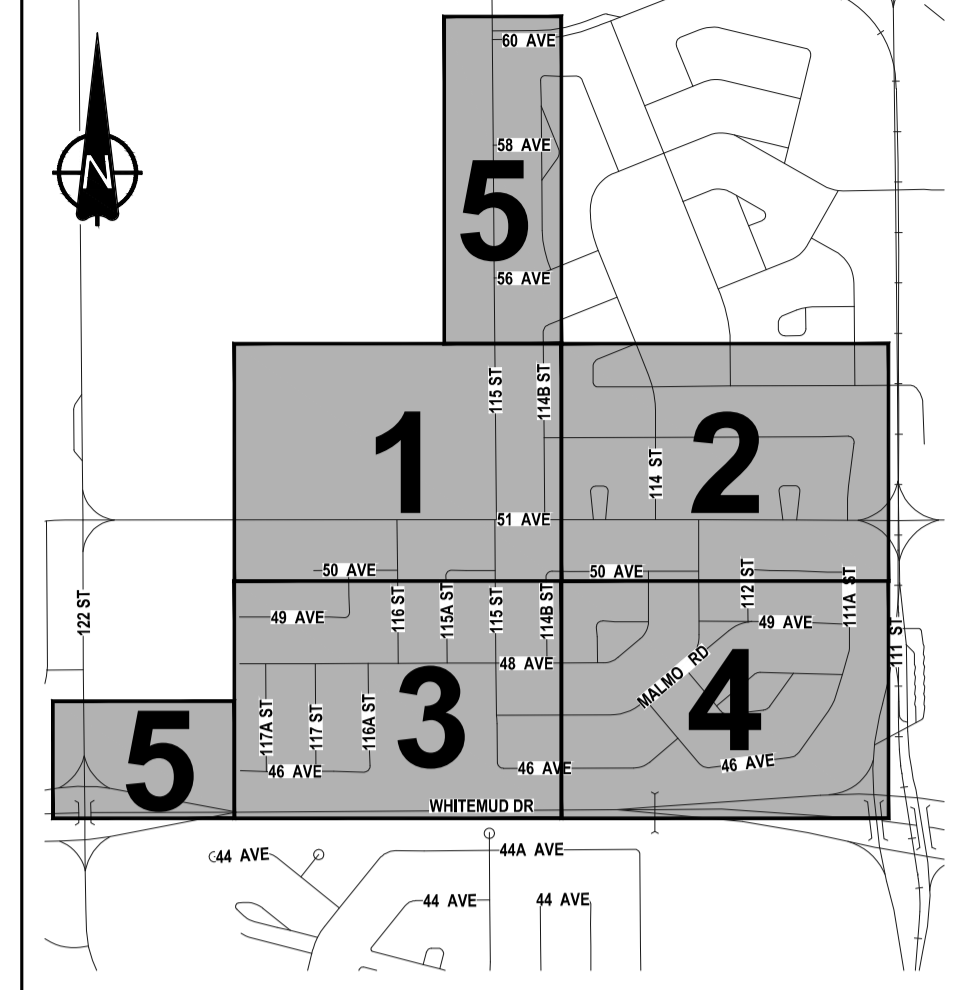 60 AVE
N
58 AVE
5
56 AVE
115 ST
114B ST
1
2
114 ST
51 AVE
50 AVE
50 AVE
122 ST
49 AVE
116 ST
115A ST
115 ST
114B ST
112 ST
111A ST
49 AVE
111 ST
48 AVE
MALMO RD
117A ST
117 ST
116A ST
3
4
5
46 AVE
46 AVE
46 AVE
WHITEMUD DR
44 AVE
44A AVE
44 AVE
44 AVE